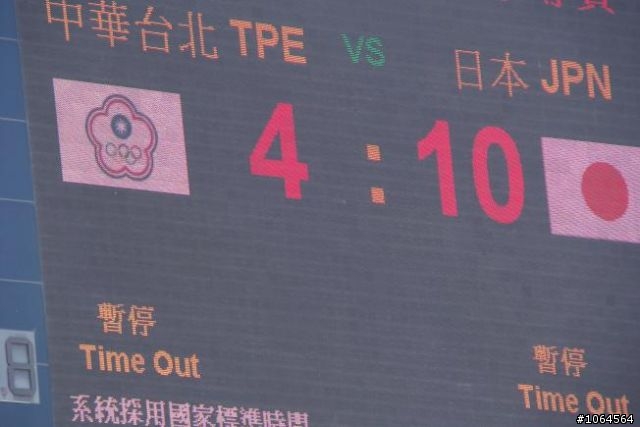 中華台北 TPE VS 日本 JPN
4 : 10
暫停
Time Out
暫停
Time Out
系統採用國家標準時間
#1064564